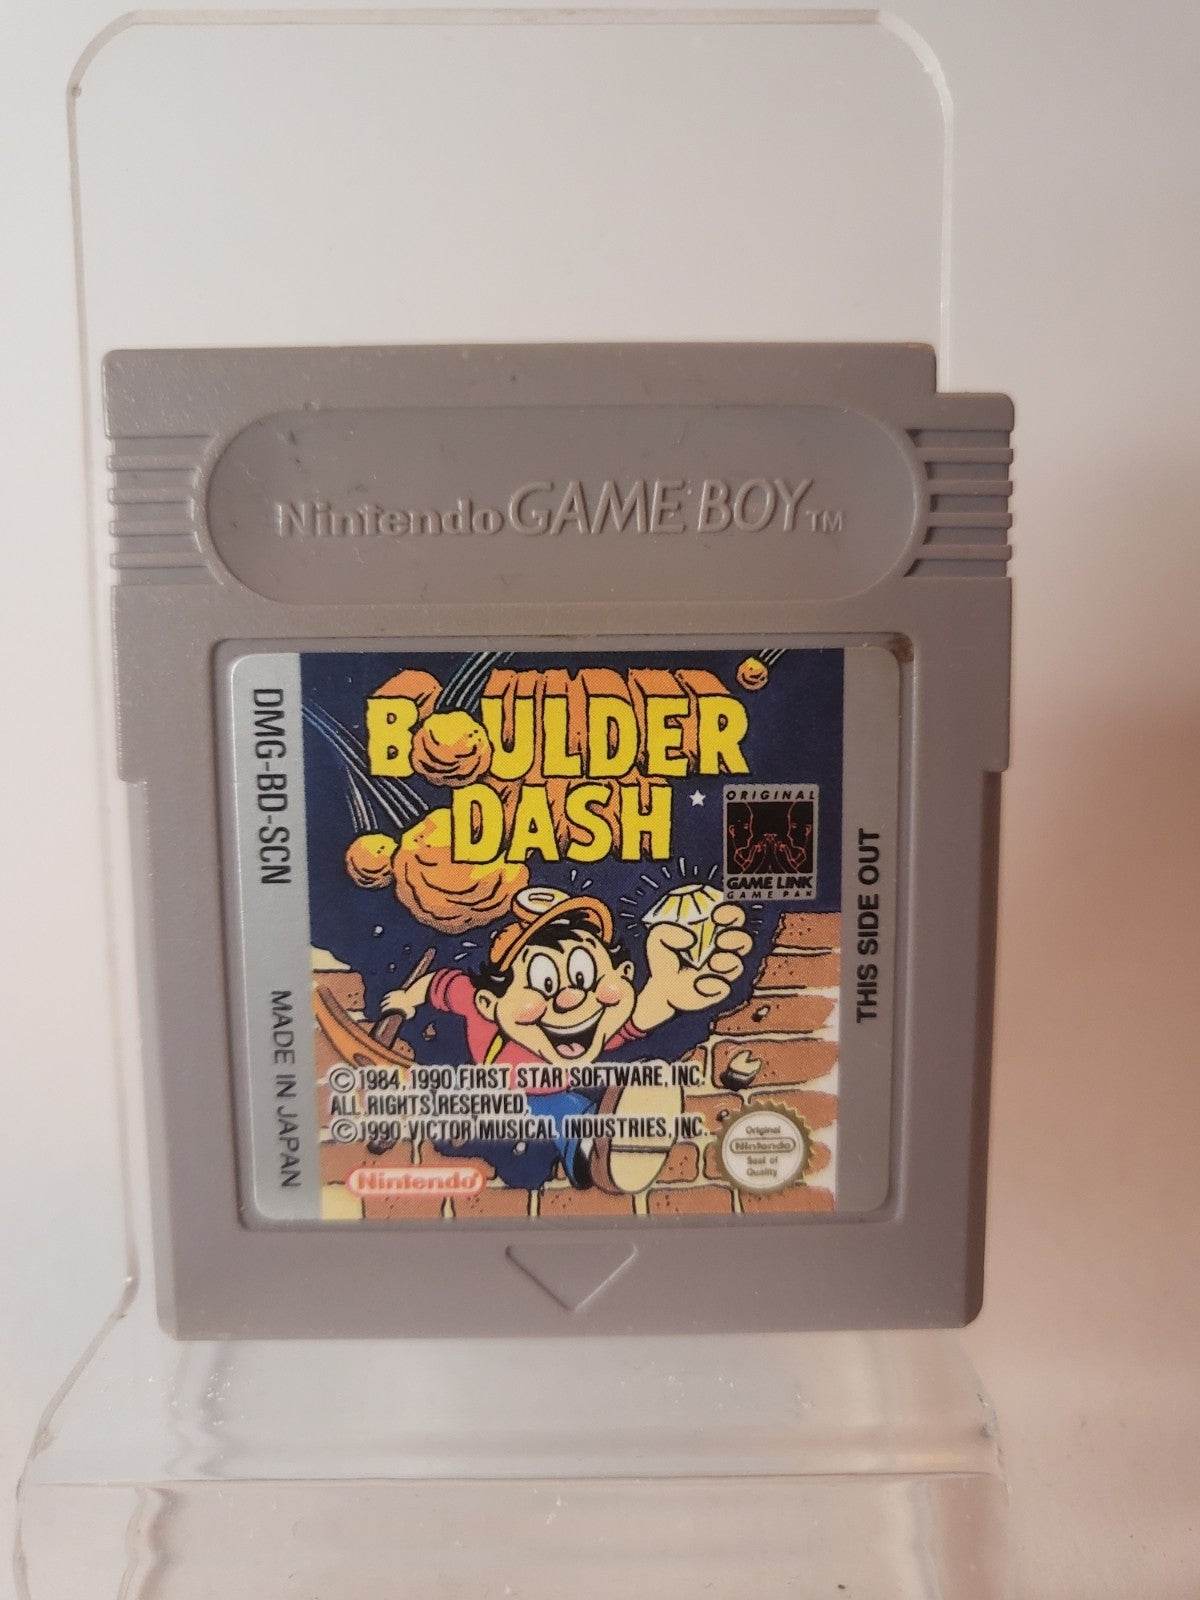 Nintendo GAME BOY TM
BOULDER
DASH
ORIGINAL
GAME LINK
GAME PAK
DMG-BD-SCN
MADE IN JAPAN
THIS SIDE OUT
© 1984, 1990 FIRST STAR SOFTWARE, INC.
ALL RIGHTS RESERVED,
© 1990 VICTOR MUSICAL INDUSTRIES, INC.
Nintendo
Original
Nintendo
Seal of
Quality